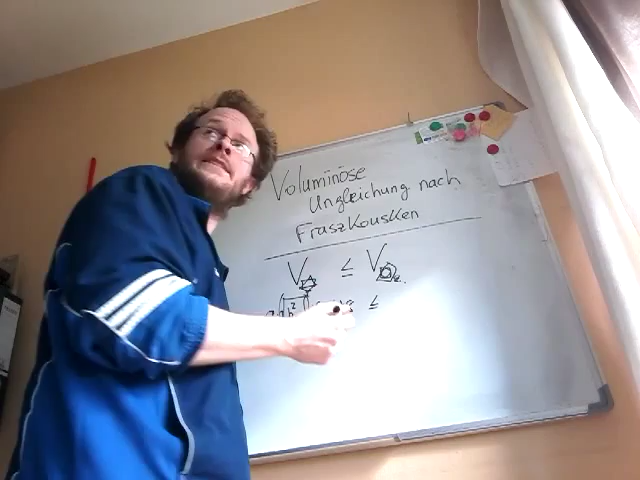 Voluminöse
Ungleichung nach
Fraszkousken
V ≤ V
≤